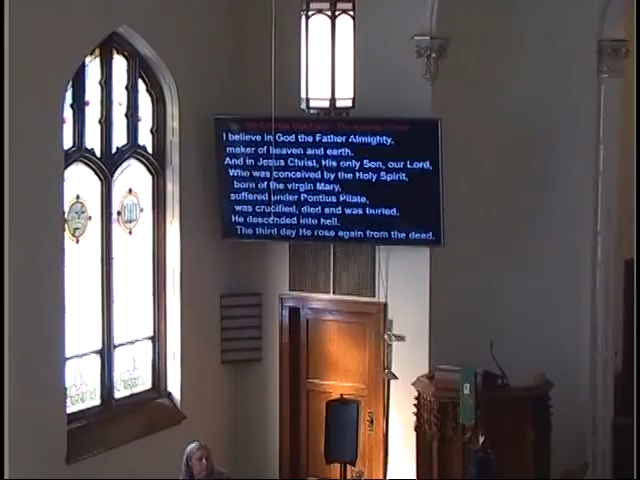 I believe in God the Father Almighty,
maker of heaven and earth.
And in Jesus Christ, His only Son, our Lord,
Who was conceived by the Holy Spirit,
born of the virgin Mary,
suffered under Pontius Pilate,
was crucified, died and was buried.
He descended into hell.
The third day He rose again from the dead.